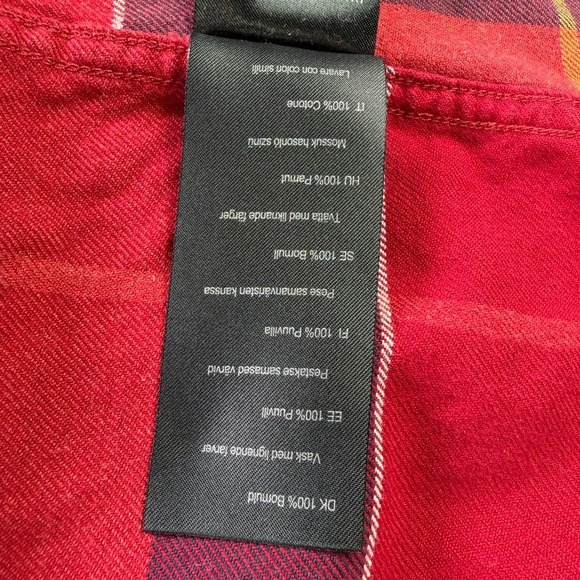 DK 100% Bomuld
Vask med lignende farver
EE 100% Puuvill
Pestakse samased värvid
FI 100% Puuvilla
Pese samanväristen kanssa
SE 100% Bomull
Tvätta med liknande färger
HU 100% Pamut
Mossuk hasonló színű
IT 100% Cotone
Lavare con colori simili